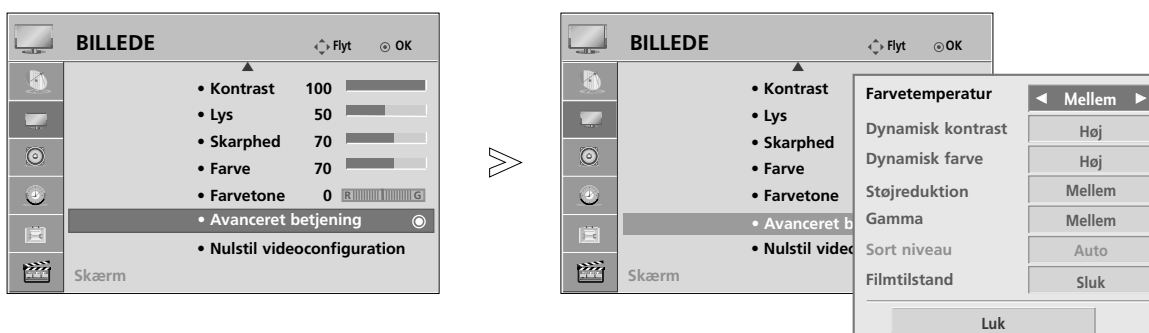 BILLEDE Flyt OK
• Kontrast 100
• Lys 50
• Skarphed 70
• Farve 70
• Farvetone 0 R G
• Avanceret betjening
• Nulstil videoconfiguration
Skærm
BILLEDE Flyt OK
• Kontrast
• Lys
• Skarphed
• Farve
• Farvetone
• Avanceret b
• Nulstil video
Skærm
Farvetemperatur Mellem
Dynamisk kontrast Høj
Dynamisk farve Høj
Støjreduktion Mellem
Gamma Mellem
Sort niveau Auto
Filmtilstand Sluk
Luk